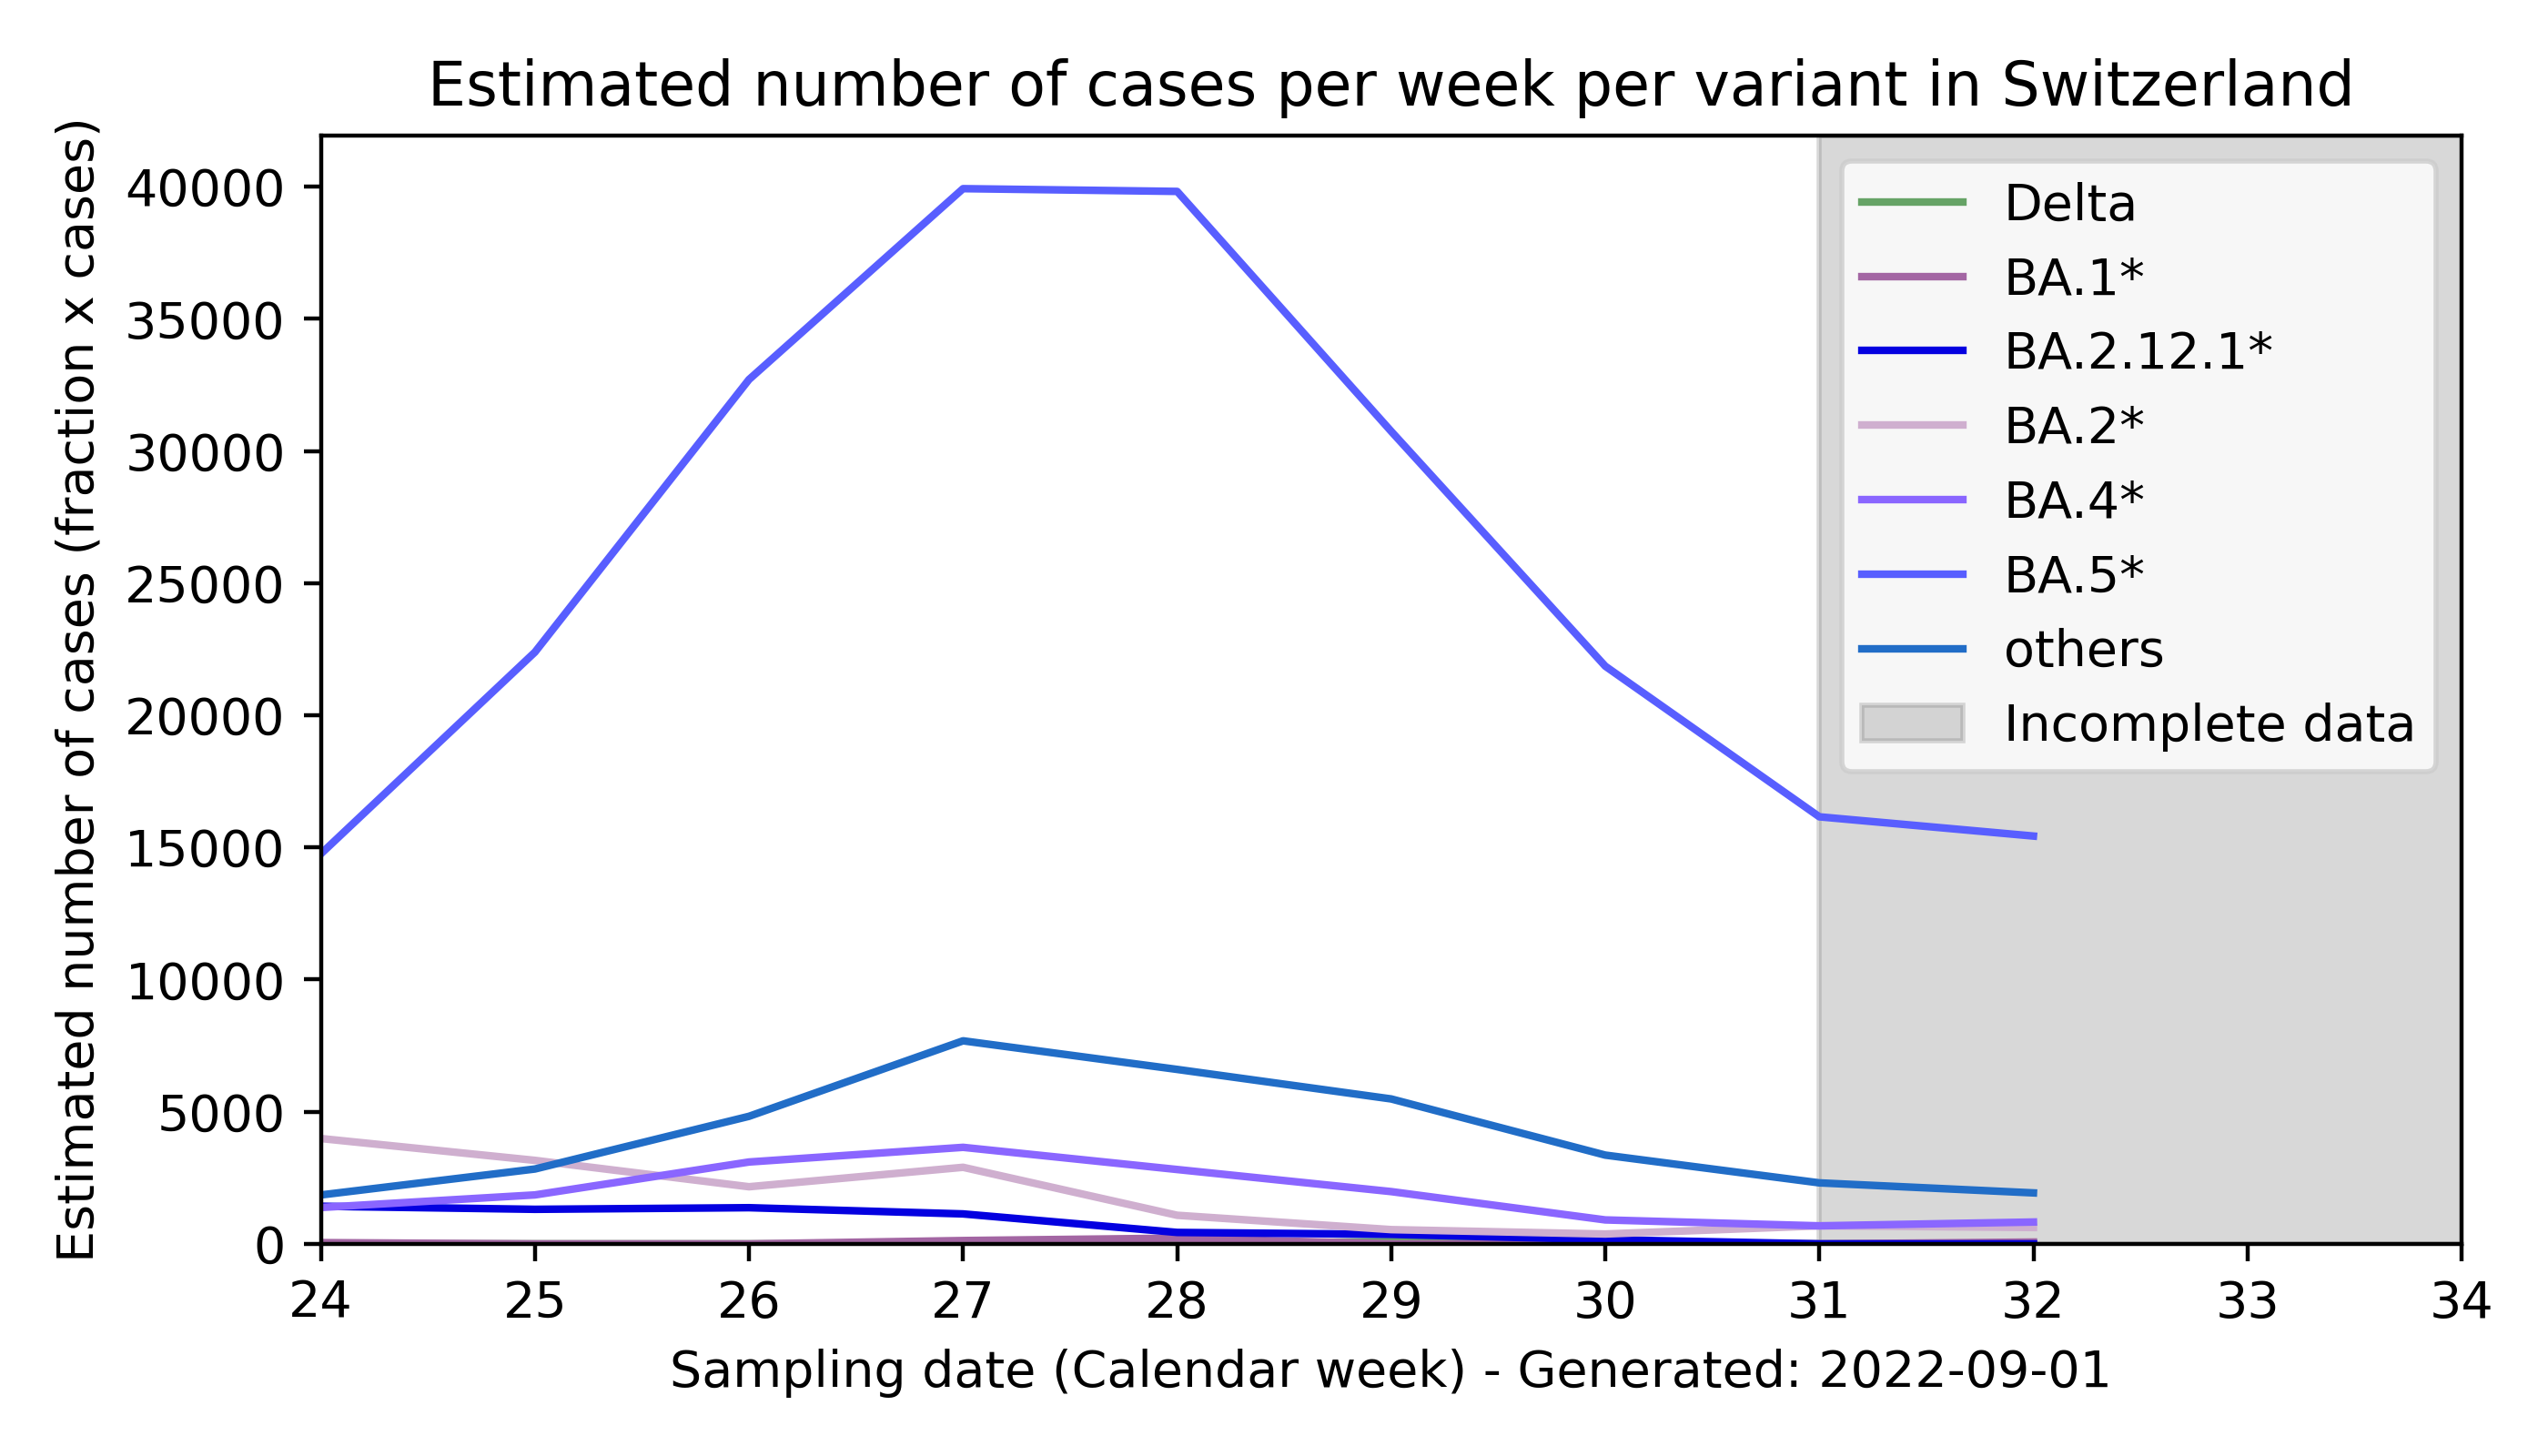 Estimated number of cases per week per variant in Switzerland
Estimated number of cases (fraction x cases)
40000
35000
30000
25000
20000
15000
10000
5000
0
Delta
BA.1*
BA.2.12.1*
BA.2*
BA.4*
BA.5*
others
Incomplete data
24 25 26 27 28 29 30 31 32 33 34
Sampling date (Calendar week) - Generated: 2022-09-01